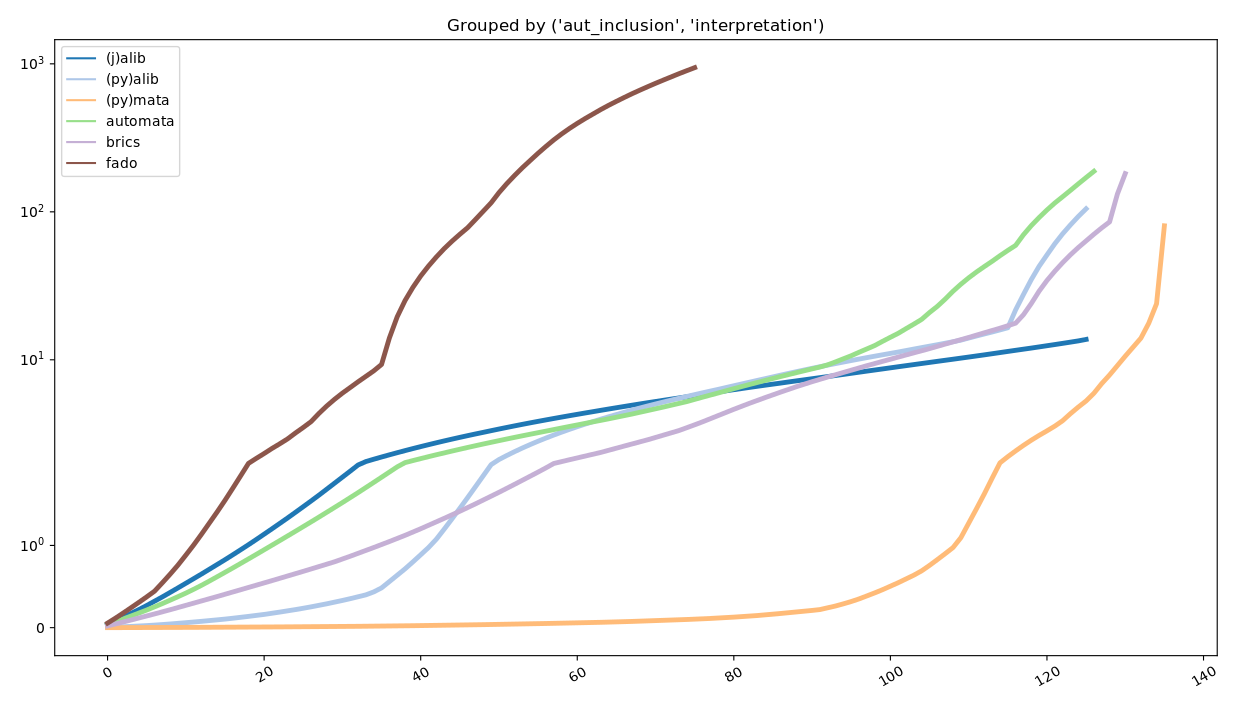 Grouped by ('aut_inclusion', 'interpretation')
(j)alib
(py)alib
(py)mata
automata
brics
fado
10³
10²
10¹
10⁰
0
0
20
40
60
80
100
120
140